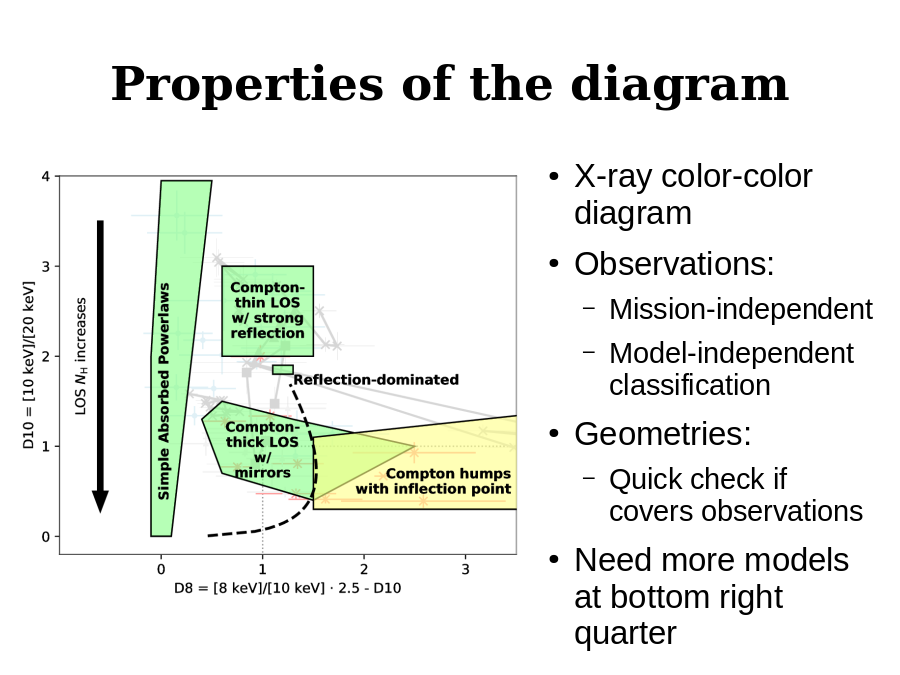 Properties of the diagram
4
3
2
1
0
D10 = [10 keV]/[20 keV]
LOS N_H increases
Simple Absorbed Powerlaws
Compton-
thin LOS
w/ strong
reflection
Reflection-dominated
Compton-
thick LOS
w/
mirrors
Compton humps
with inflection point
0 1 2 3
D8 = [8 keV]/[10 keV] · 2.5 - D10
• X-ray color-color
diagram
• Observations:
– Mission-independent
– Model-independent
classification
• Geometries:
– Quick check if
covers observations
• Need more models
at bottom right
quarter